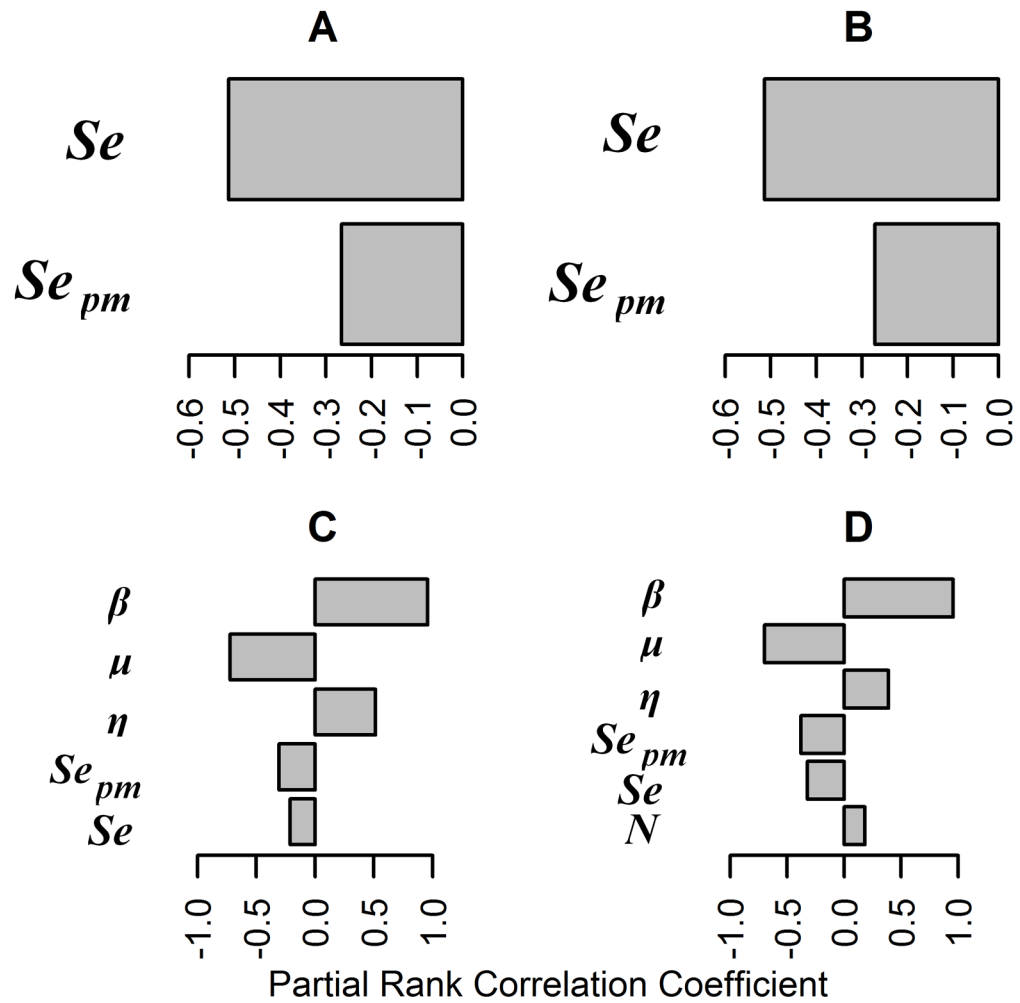 A
Se
Se pm
-0.6 -0.5 -0.4 -0.3 -0.2 -0.1 0.0
B
Se
Se pm
-0.6 -0.5 -0.4 -0.3 -0.2 -0.1 0.0
C
β
μ
η
Se pm
Se
-1.0 -0.5 0.0 0.5 1.0
D
β
μ
η
Se pm
Se
N
-1.0 -0.5 0.0 0.5 1.0
Partial Rank Correlation Coefficient